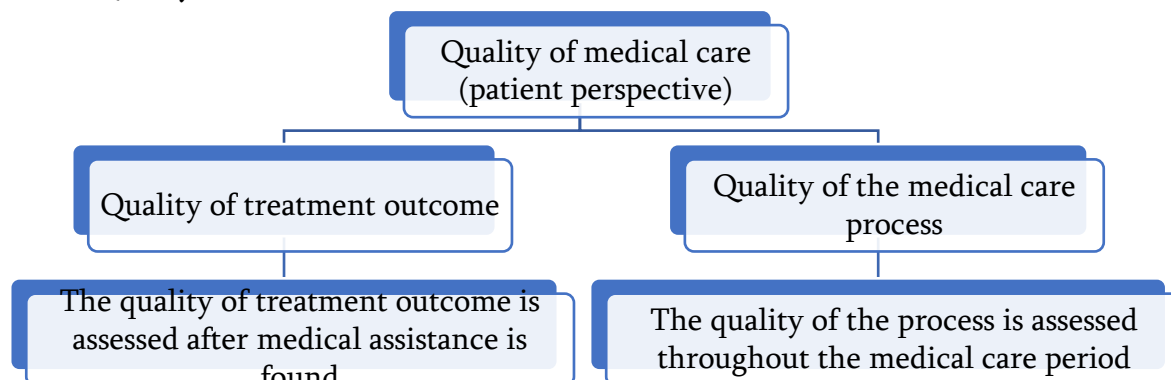 Quality of medical care
(patient perspective)
Quality of treatment outcome
Quality of the medical care
process
The quality of treatment outcome is
assessed after medical assistance is
found
The quality of the process is assessed
throughout the medical care period